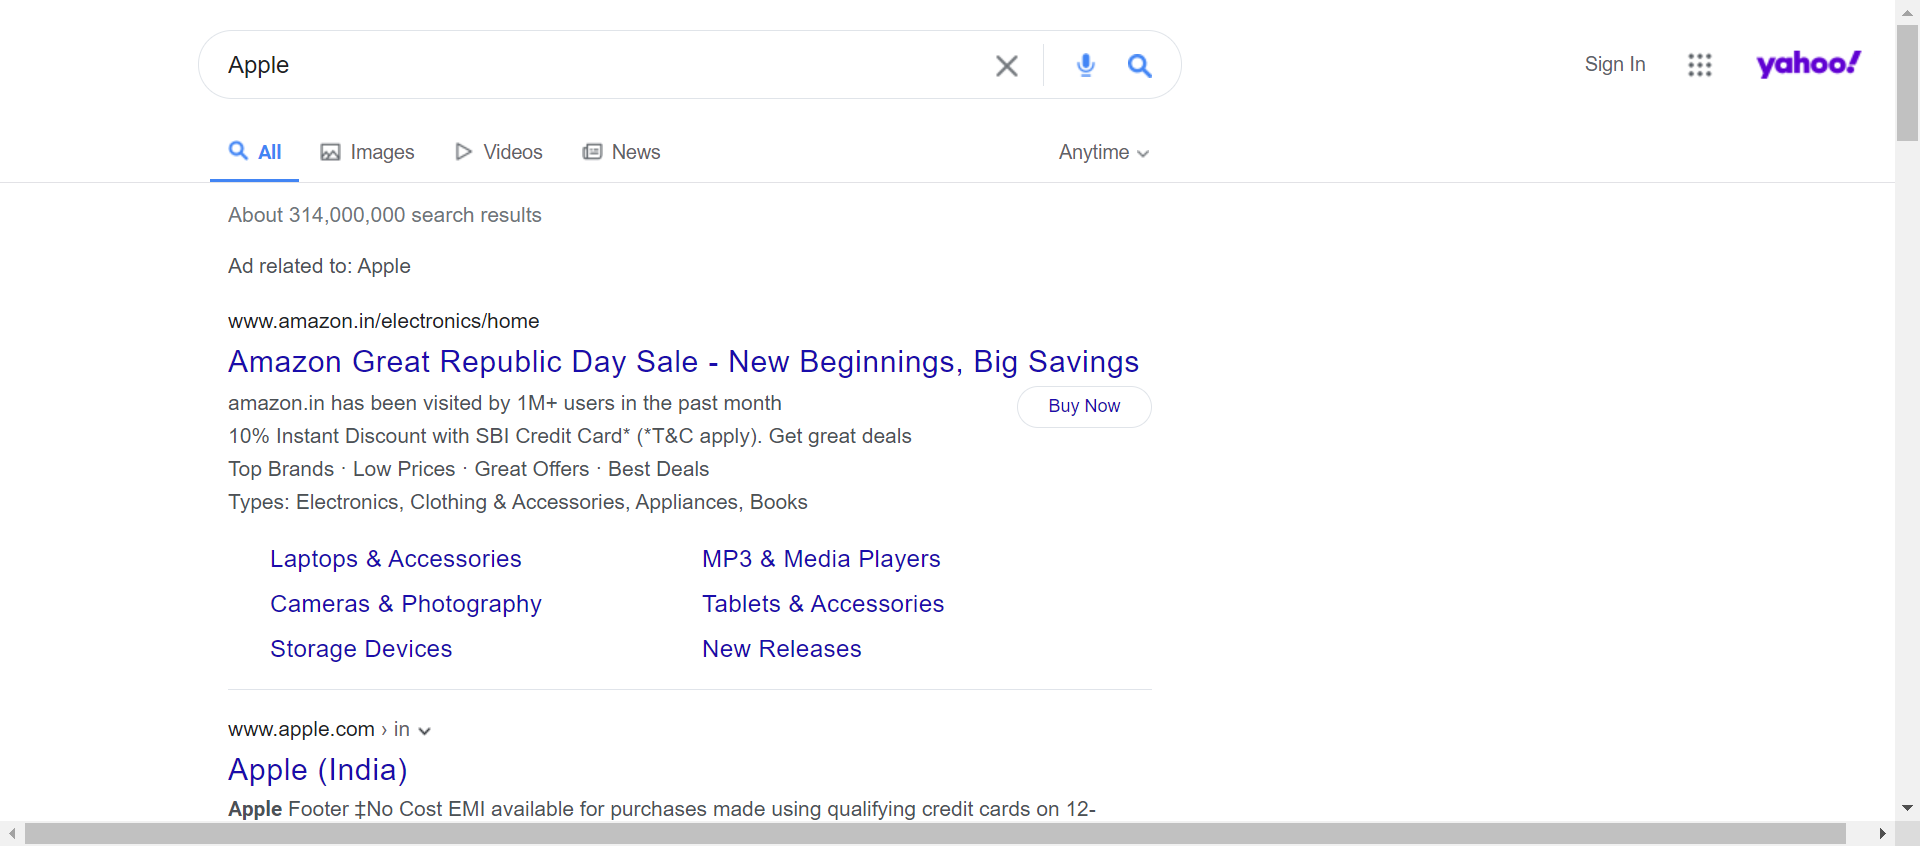 Apple
Sign In
yahoo!
All
Images
Videos
News
Anytime
About 314,000,000 search results
Ad related to: Apple
www.amazon.in/electronics/home
Amazon Great Republic Day Sale - New Beginnings, Big Savings
amazon.in has been visited by 1M+ users in the past month
Buy Now
10% Instant Discount with SBI Credit Card* (*T&C apply). Get great deals
Top Brands · Low Prices · Great Offers · Best Deals
Types: Electronics, Clothing & Accessories, Appliances, Books
Laptops & Accessories
MP3 & Media Players
Cameras & Photography
Tablets & Accessories
Storage Devices
New Releases
www.apple.com › in
Apple (India)
Apple Footer ‡No Cost EMI available for purchases made using qualifying credit cards on 12-